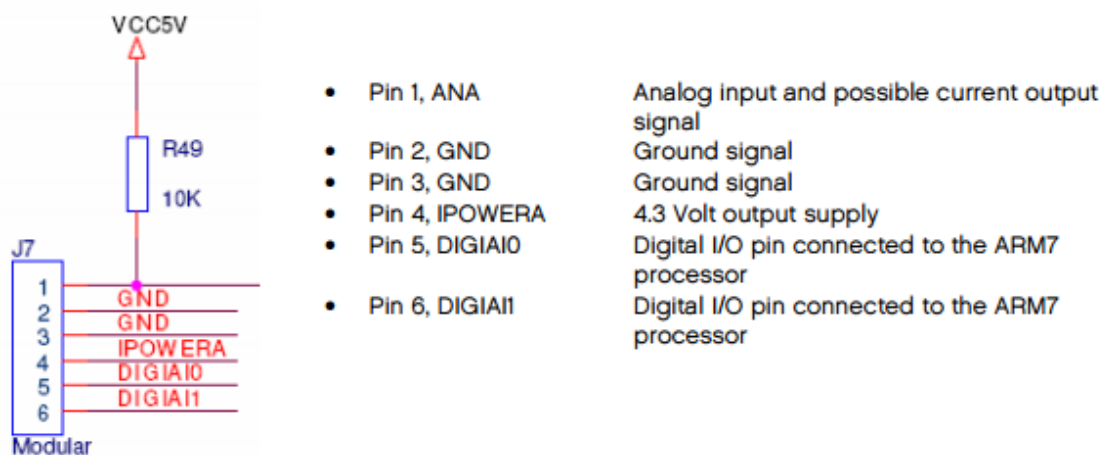 VCC5V
R49
10K
J7
1
2
3
4
5
6
GND
GND
IPOWERA
DIGIAI0
DIGIAI1
Modular
• Pin 1, ANA Analog input and possible current output
signal
• Pin 2, GND Ground signal
• Pin 3, GND Ground signal
• Pin 4, IPOWERA 4.3 Volt output supply
• Pin 5, DIGIAI0 Digital I/O pin connected to the ARM7
processor
• Pin 6, DIGIAI1 Digital I/O pin connected to the ARM7
processor